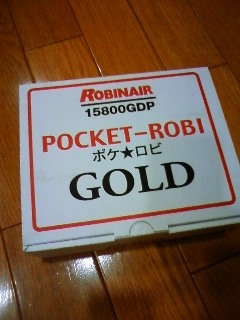 ROBINAIR
15800GDP
POCKET-ROBI
ポケ★ロビ
GOLD